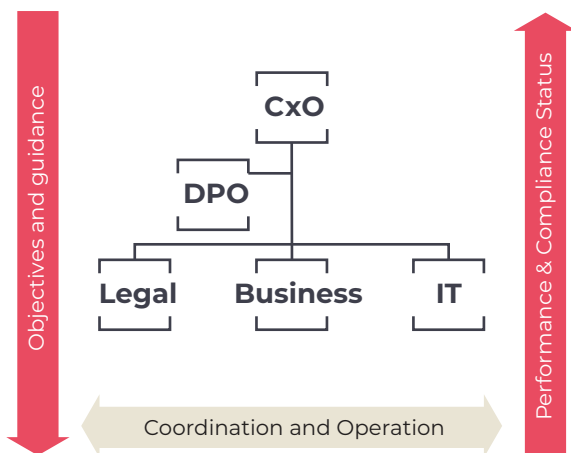 Objectives and guidance
CxO
DPO
Legal
Business
IT
Coordination and Operation
Performance & Compliance Status